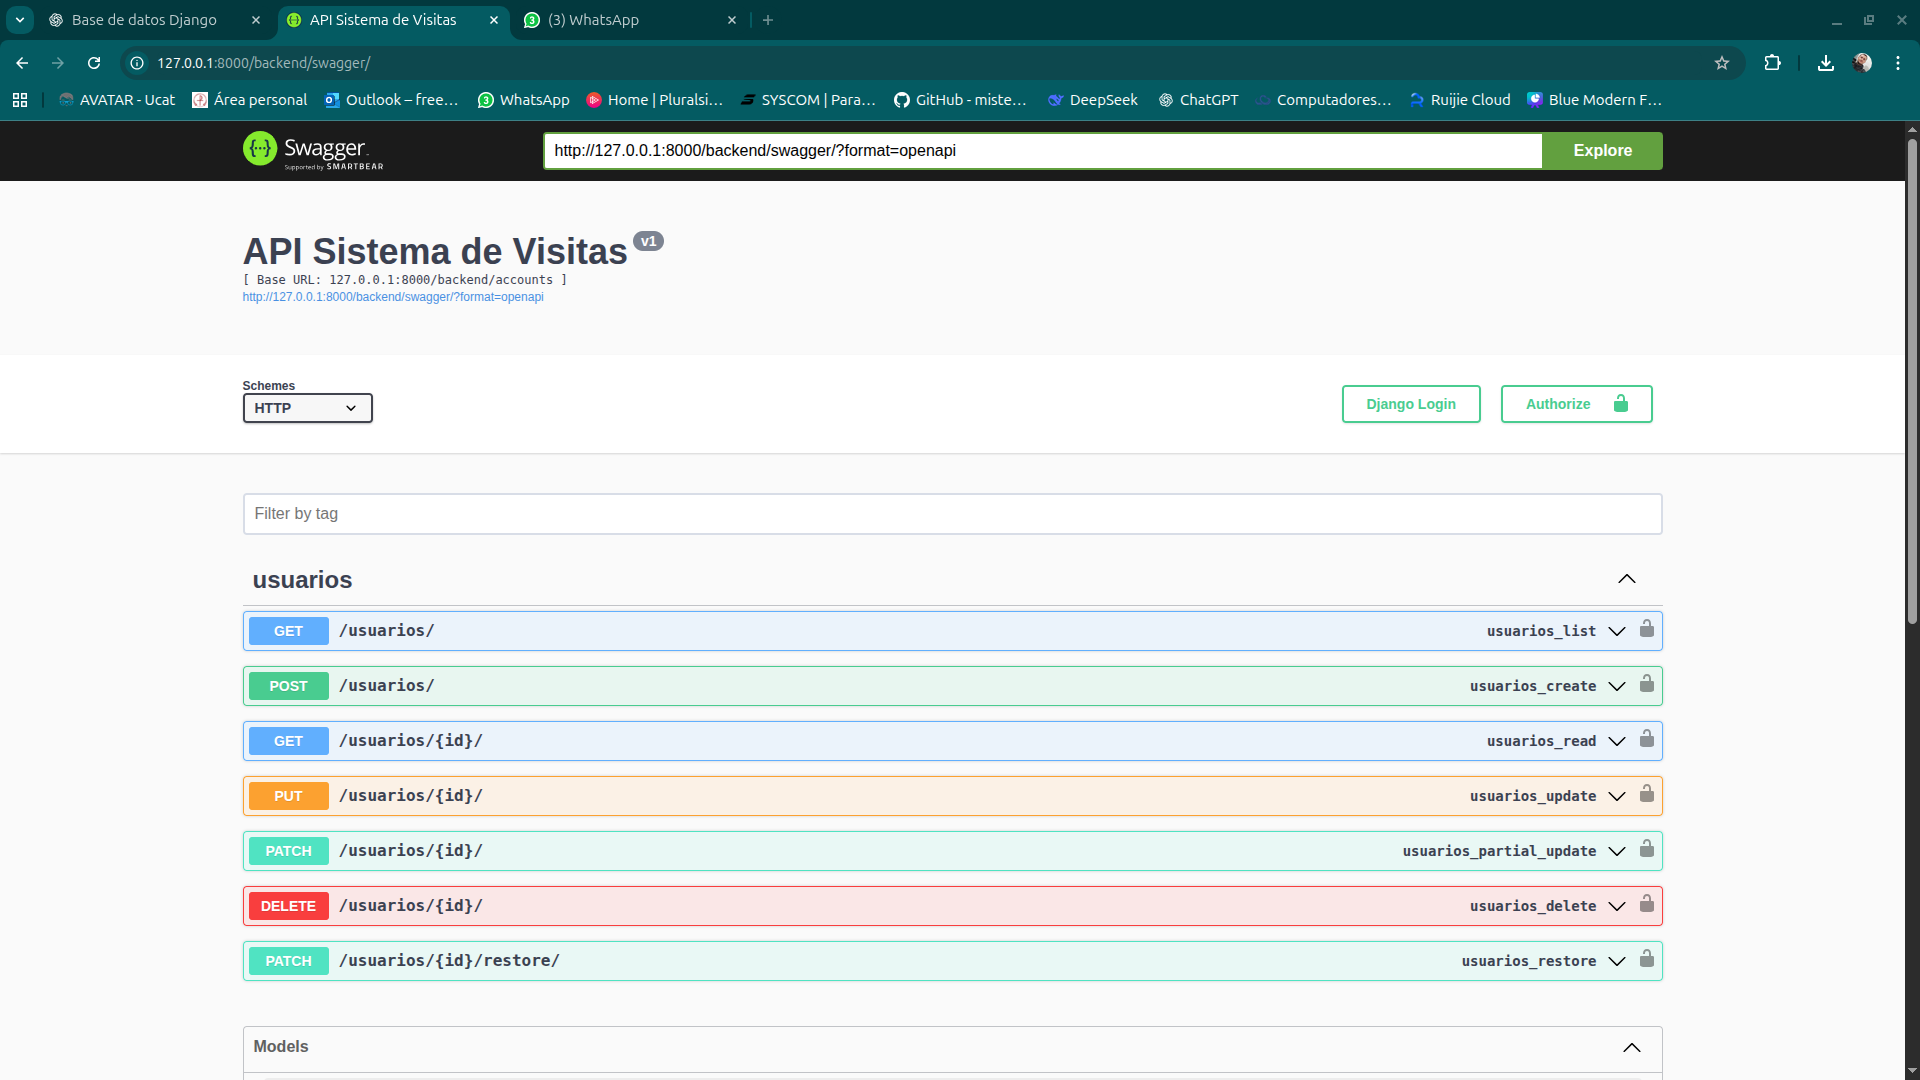 Base de datos Django
API Sistema de Visitas
(3) WhatsApp
127.0.0.1:8000/backend/swagger/
AVATAR - Ucat
Área personal
Outlook – free…
WhatsApp
Home | Pluralsi…
SYSCOM | Para…
GitHub - miste…
DeepSeek
ChatGPT
Computadores…
Ruijie Cloud
Blue Modern F…
Swagger
Supported by SMARTBEAR
http://127.0.0.1:8000/backend/swagger/?format=openapi
Explore
API Sistema de Visitas v1
[ Base URL: 127.0.0.1:8000/backend/accounts ]
http://127.0.0.1:8000/backend/swagger/?format=openapi
Schemes
HTTP
Django Login
Authorize
Filter by tag
usuarios
GET /usuarios/ usuarios_list
POST /usuarios/ usuarios_create
GET /usuarios/{id}/ usuarios_read
PUT /usuarios/{id}/ usuarios_update
PATCH /usuarios/{id}/ usuarios_partial_update
DELETE /usuarios/{id}/ usuarios_delete
PATCH /usuarios/{id}/restore/ usuarios_restore
Models